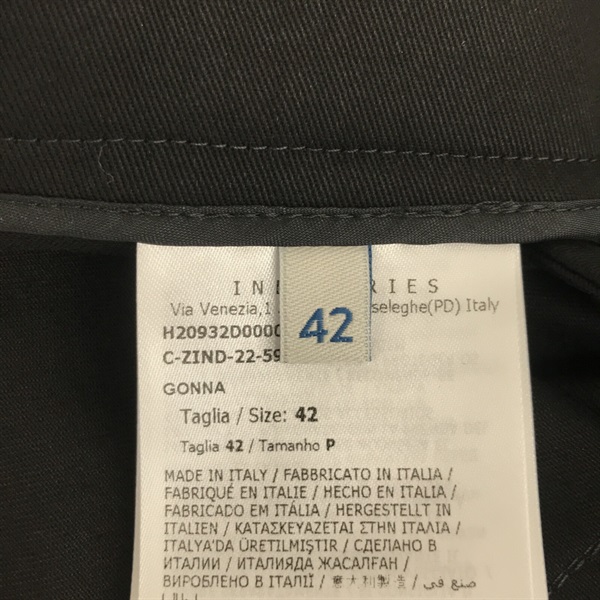 IN RIES
Via Venezia,1 seleghe(PD) Italy
H20932D000
C-ZIND-22-59
42
GONNA
Taglia / Size: 42
Taglia 42 / Tamanho P
MADE IN ITALY / FABBRICATO IN ITALIA /
FABRIQUÉ EN ITALIE / HECHO EN ITALIA /
FABRICADO EM ITÁLIA / HERGESTELLT IN
ITALIEN / ΚΑΤΑΣΚΕΥΑΖΕΤΑΙ ΣΤΗΝ ΙΤΑΛΙΑ /
ITALYA'DA ÜRETILMIŞTIR / СДЕЛАНО В
ИТАЛИИ / ИТАЛИЯДА ЖАСАЛҒАН /
ВИРОБЛЕНО В ІТАЛІЇ / 意大利製造 / صنع في